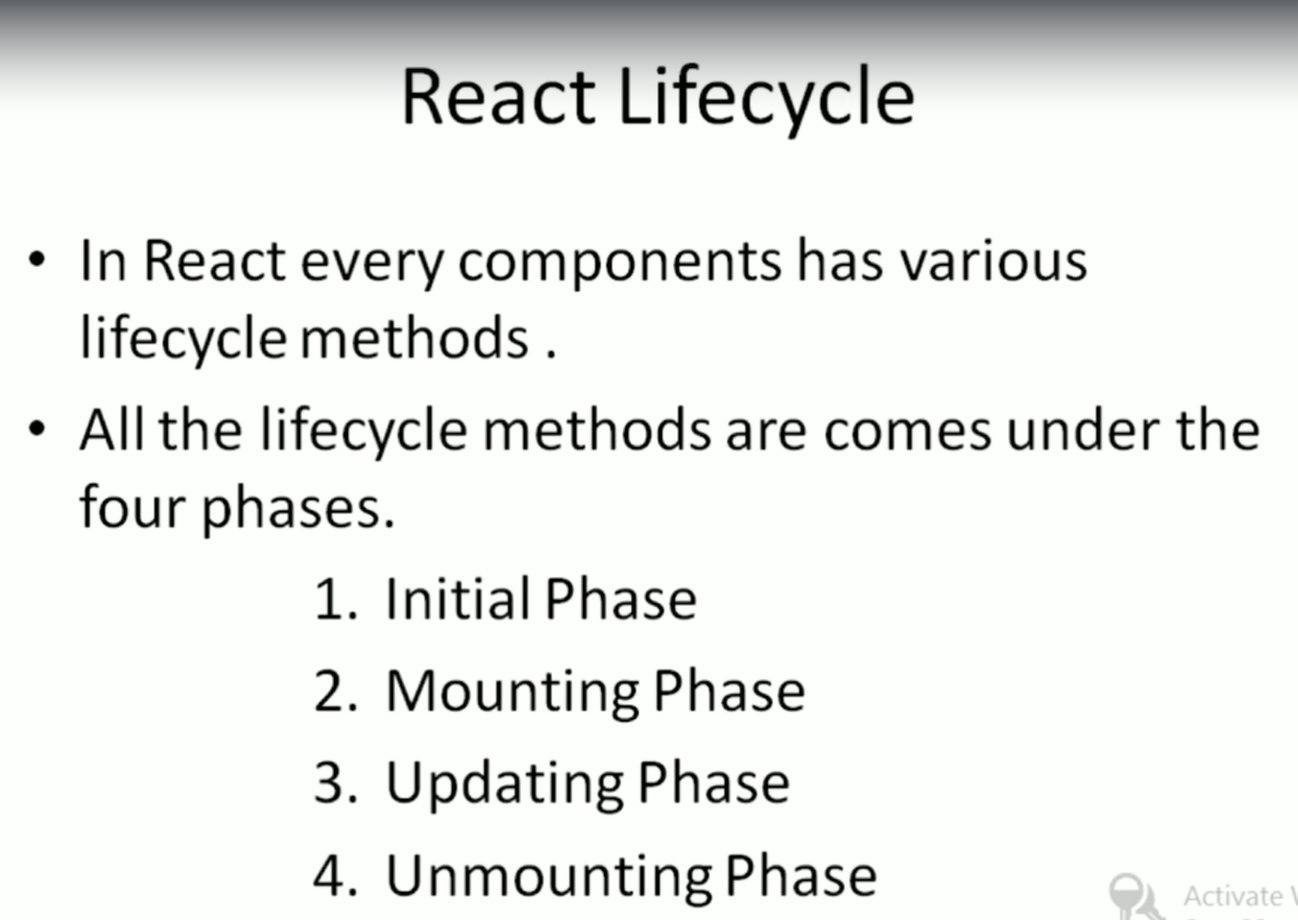 React Lifecycle
• In React every components has various
lifecycle methods .
• All the lifecycle methods are comes under the
four phases.
1. Initial Phase
2. Mounting Phase
3. Updating Phase
4. Unmounting Phase
Activate